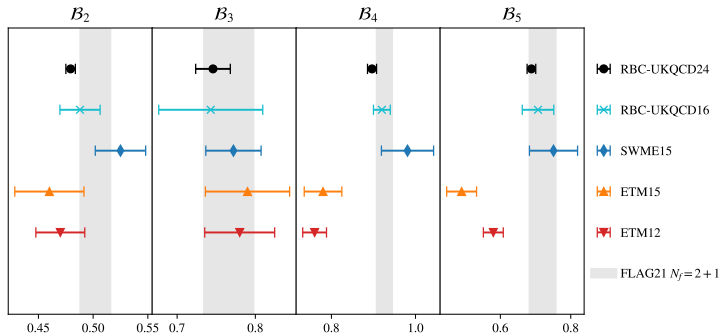 𝓑₂ 𝓑₃ 𝓑₄ 𝓑₅
RBC-UKQCD24
RBC-UKQCD16
SWME15
ETM15
ETM12
FLAG21 N_f = 2 + 1
0.45 0.50 0.55 0.7 0.8 0.8 1.0 0.6 0.8